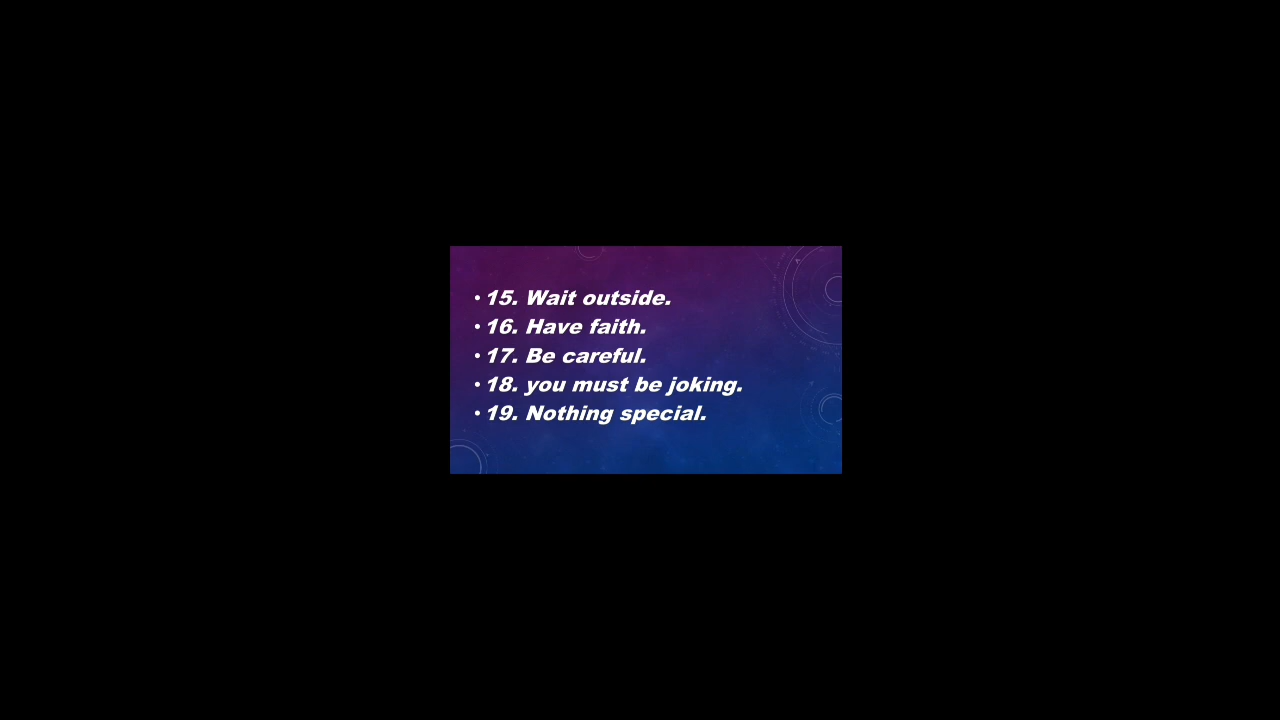 • 15. Wait outside.
• 16. Have faith.
• 17. Be careful.
• 18. you must be joking.
• 19. Nothing special.